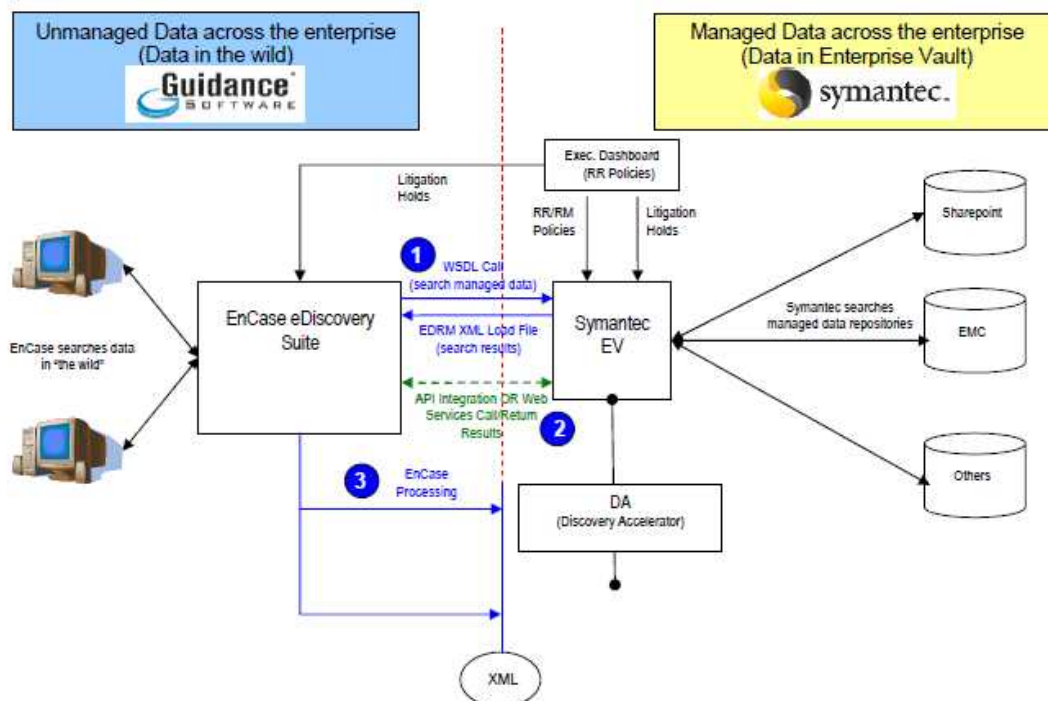 Unmanaged Data across the enterprise
(Data in the wild)
Guidance
SOFTWARE
Managed Data across the enterprise
(Data in Enterprise Vault)
symantec.
Exec. Dashboard
(RR Policies)
Litigation
Holds
RR/RM
Policies
Litigation
Holds
1
WSDL Call
(search managed data)
EnCase eDiscovery
Suite
EDRM XML Load File
(search results)
Symantec
EV
EnCase searches data
in "the wild"
Symantec searches
managed data repositories
Sharepoint
EMC
Others
API Integration OR Web
Services Call/Return
Results
2
3
EnCase
Processing
DA
(Discovery Accelerator)
XML